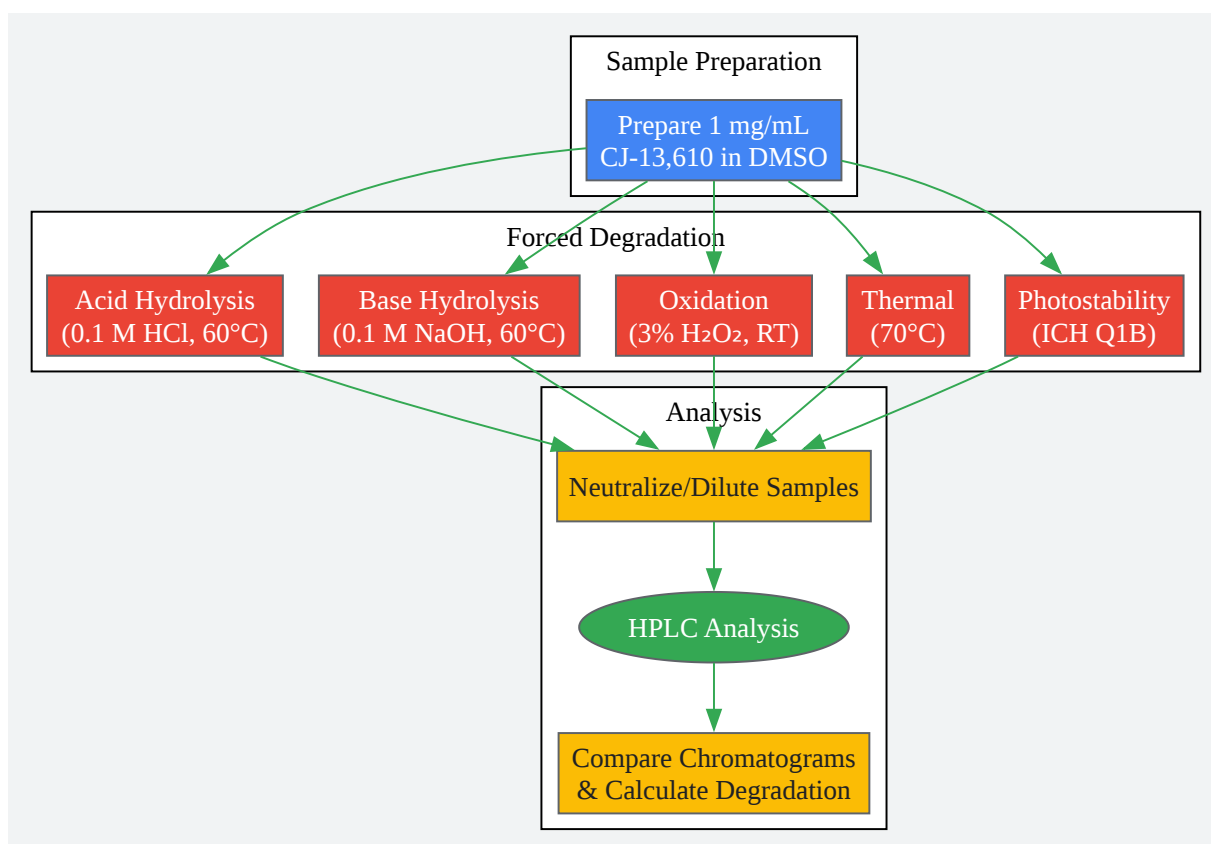 Sample Preparation
Prepare 1 mg/mL
CJ-13,610 in DMSO
Forced Degradation
Acid Hydrolysis
(0.1 M HCl, 60°C)
Base Hydrolysis
(0.1 M NaOH, 60°C)
Oxidation
(3% H₂O₂, RT)
Thermal
(70°C)
Photostability
(ICH Q1B)
Analysis
Neutralize/Dilute Samples
HPLC Analysis
Compare Chromatograms
& Calculate Degradation